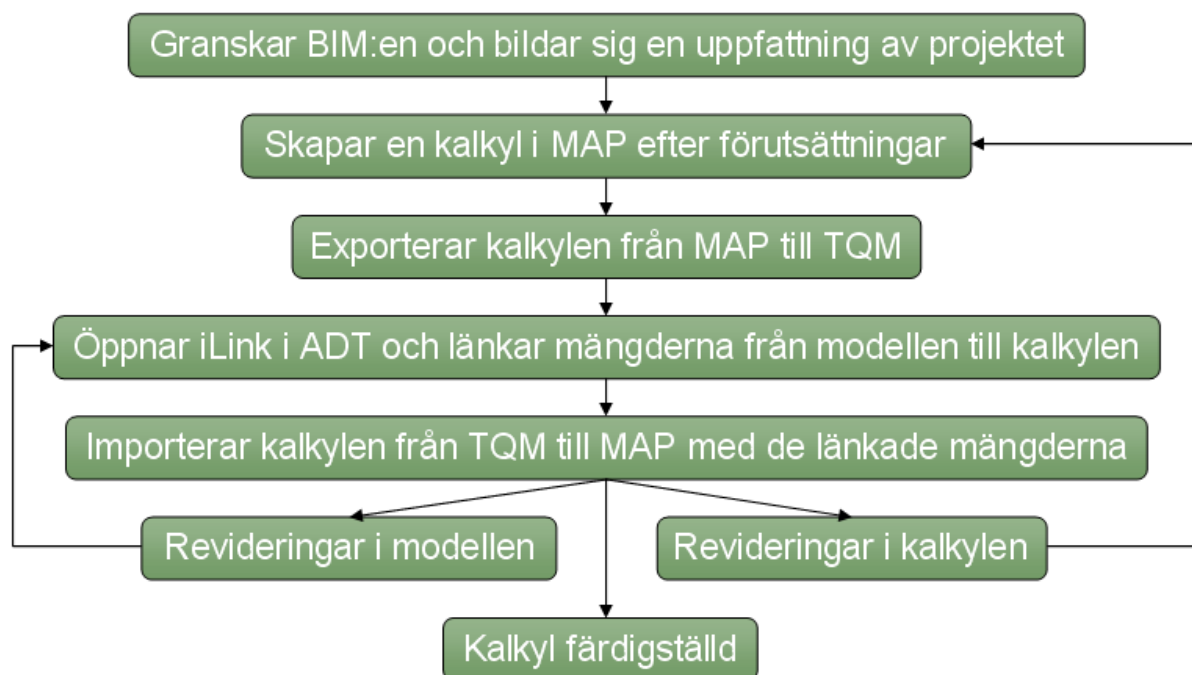 Granskar BIM:en och bildar sig en uppfattning av projektet
Skapar en kalkyl i MAP efter förutsättningar
Exporterar kalkylen från MAP till TQM
Öppnar iLink i ADT och länkar mängderna från modellen till kalkylen
Importerar kalkylen från TQM till MAP med de länkade mängderna
Revideringar i modellen
Revideringar i kalkylen
Kalkyl färdigställd